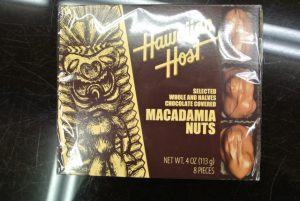 Hawaiian
Host
SELECTED
WHOLE AND HALVES
CHOCOLATE COVERED
MACADAMIA
NUTS
NET WT. 4 OZ (113 g)
8 PIECES